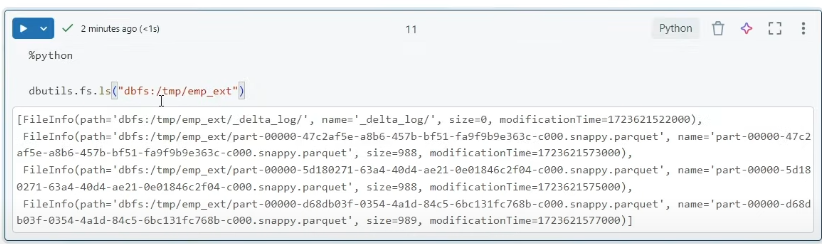 2 minutes ago (<1s)
11
Python
%python
dbutils.fs.ls("dbfs:/tmp/emp_ext")
[FileInfo(path='dbfs:/tmp/emp_ext/_delta_log/', name='_delta_log/', size=0, modificationTime=1723621522000),
FileInfo(path='dbfs:/tmp/emp_ext/part-00000-47c2af5e-a8b6-457b-bf51-fa9f9b9e363c-c000.snappy.parquet', name='part-00000-47c2
af5e-a8b6-457b-bf51-fa9f9b9e363c-c000.snappy.parquet', size=988, modificationTime=1723621573000),
FileInfo(path='dbfs:/tmp/emp_ext/part-00000-5d180271-63a4-40d4-ae21-0e01846c2f04-c000.snappy.parquet', name='part-00000-5d18
0271-63a4-40d4-ae21-0e01846c2f04-c000.snappy.parquet', size=988, modificationTime=1723621575000),
FileInfo(path='dbfs:/tmp/emp_ext/part-00000-d68db03f-0354-4a1d-84c5-6bc131fc768b-c000.snappy.parquet', name='part-00000-d68d
b03f-0354-4a1d-84c5-6bc131fc768b-c000.snappy.parquet', size=989, modificationTime=1723621577000)]